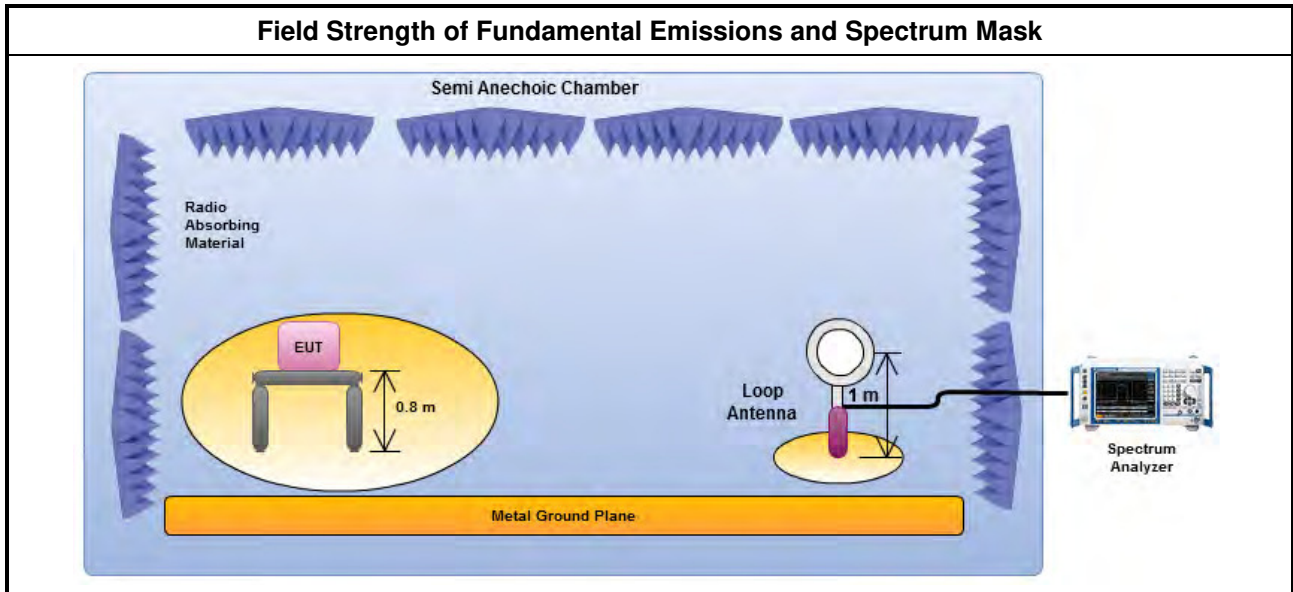 Field Strength of Fundamental Emissions and Spectrum Mask
Semi Anechoic Chamber
Radio
Absorbing
Material
EUT
0.8 m
Loop
Antenna
1 m
Spectrum
Analyzer
Metal Ground Plane